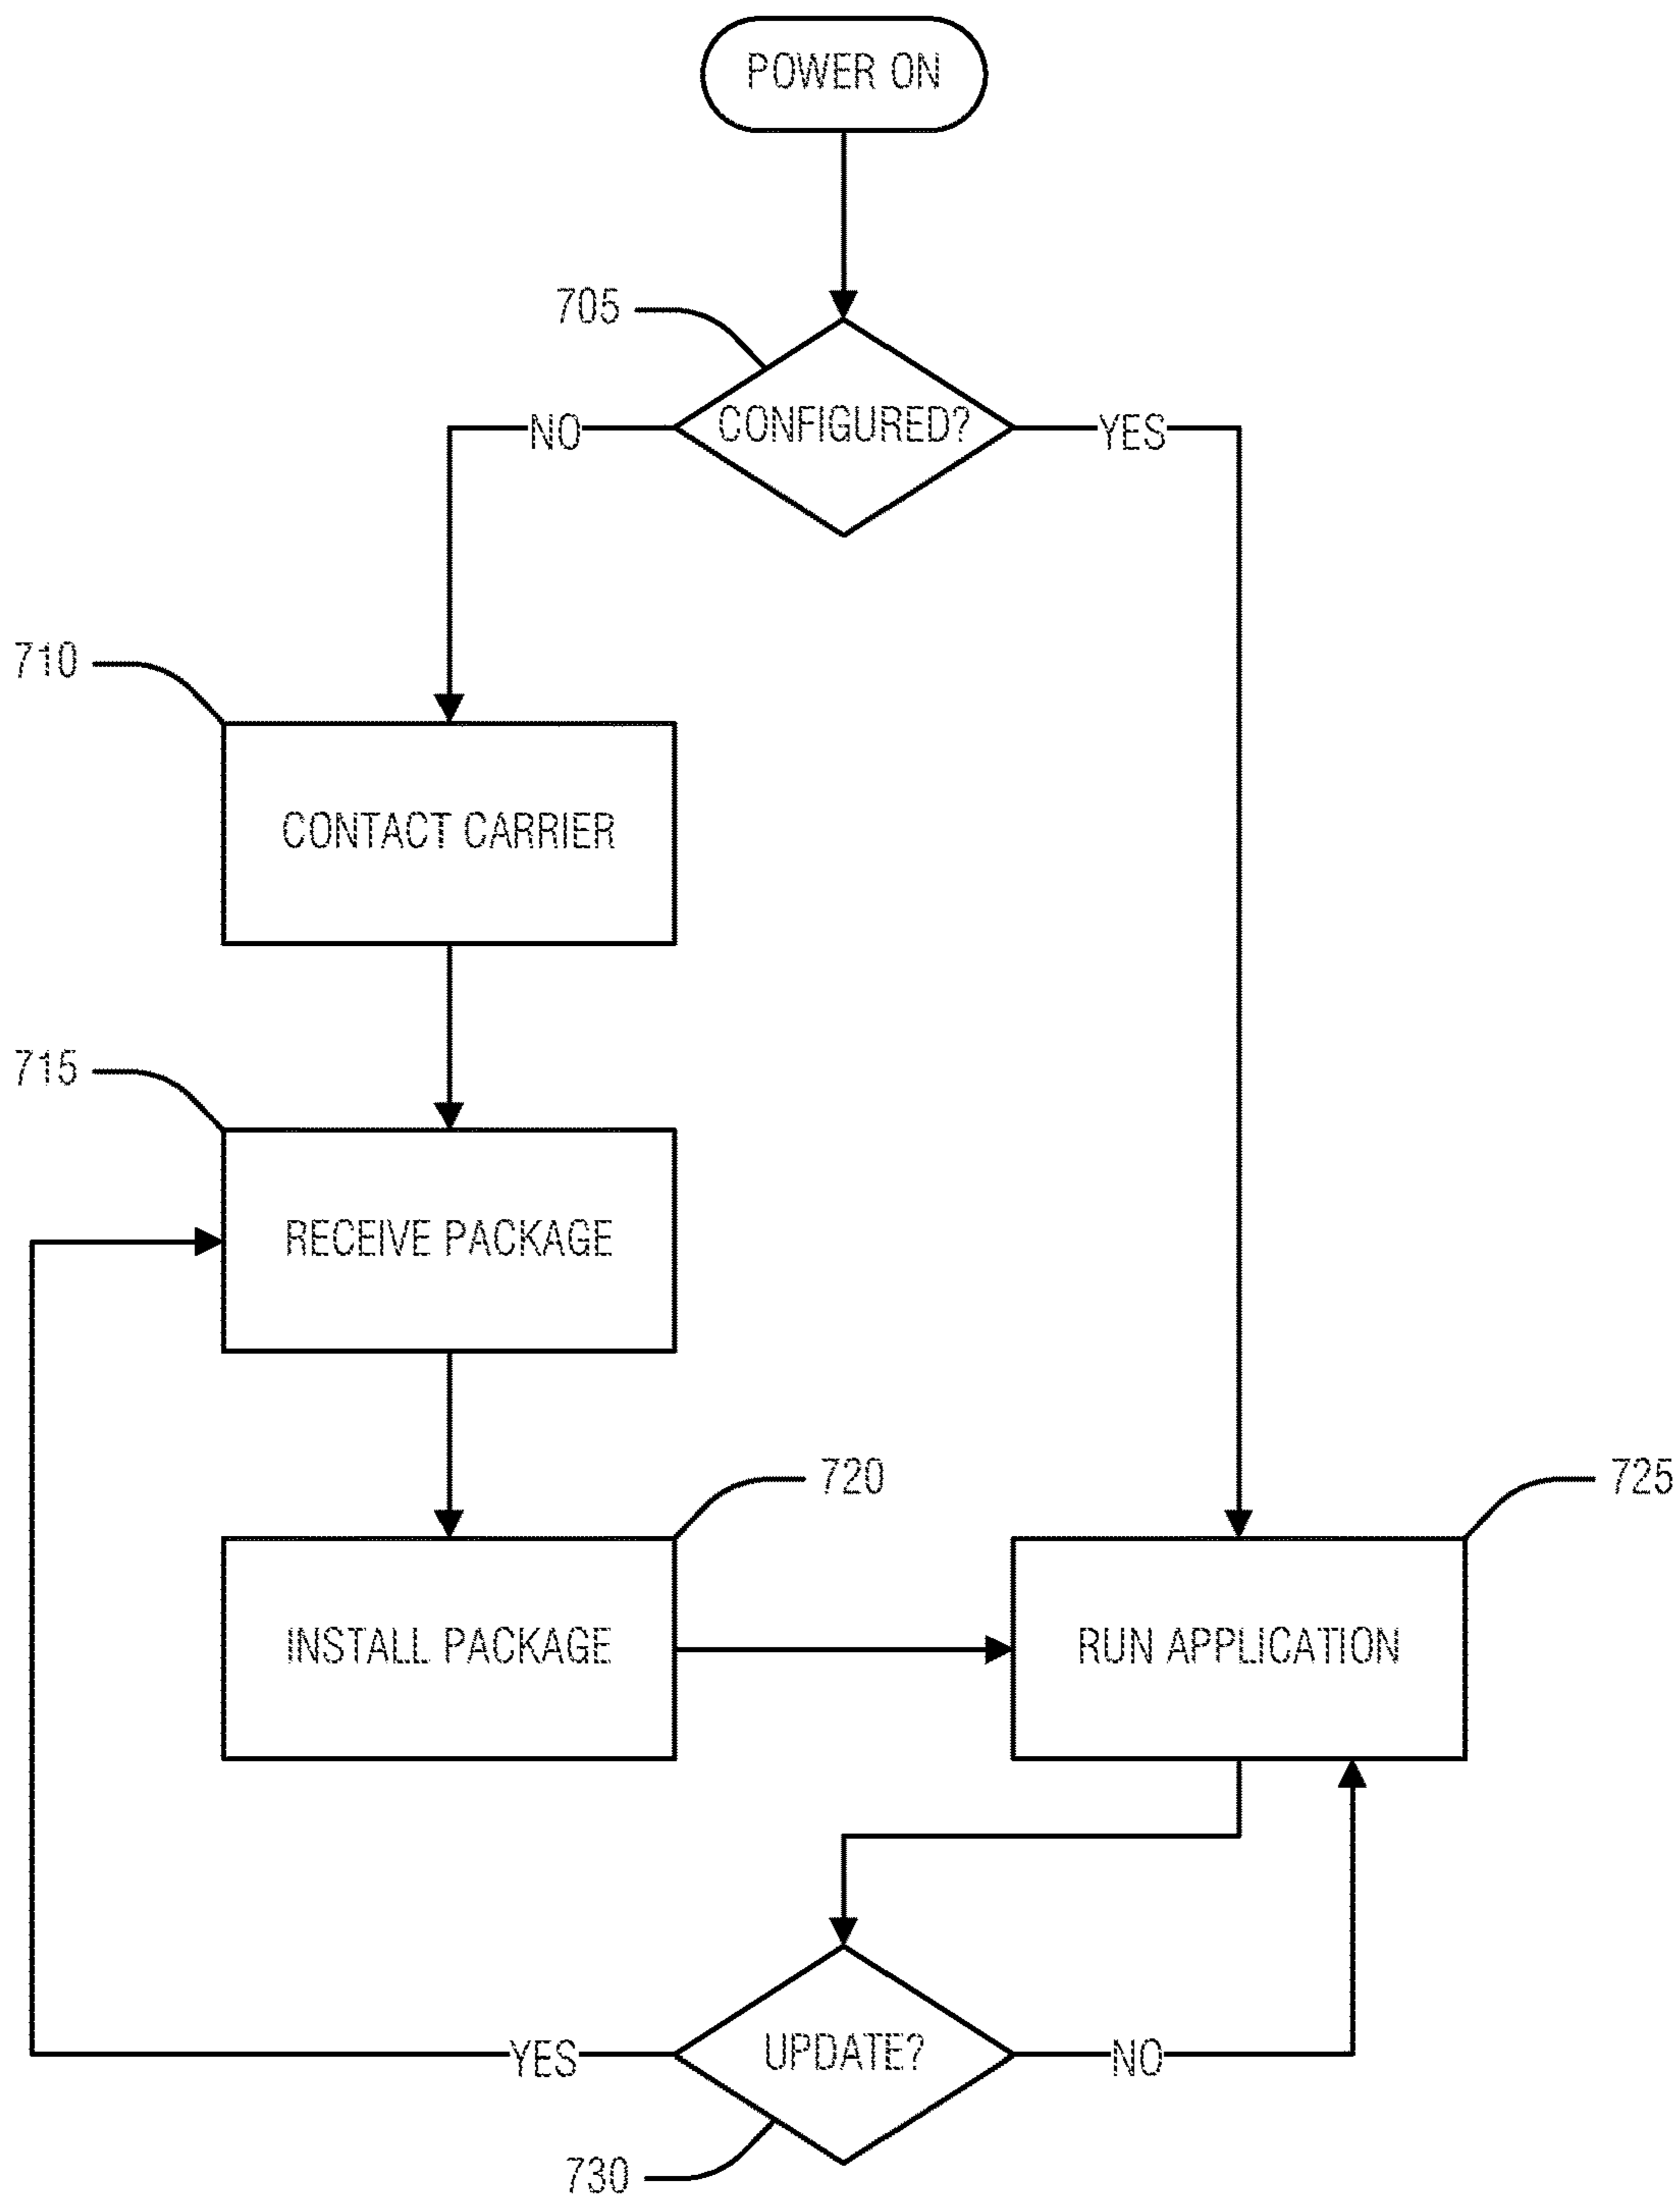 POWER ON
705
CONFIGURED?
NO
YES
710
CONTACT CARRIER
715
RECEIVE PACKAGE
720
725
INSTALL PACKAGE
RUN APPLICATION
UPDATE?
YES
NO
730